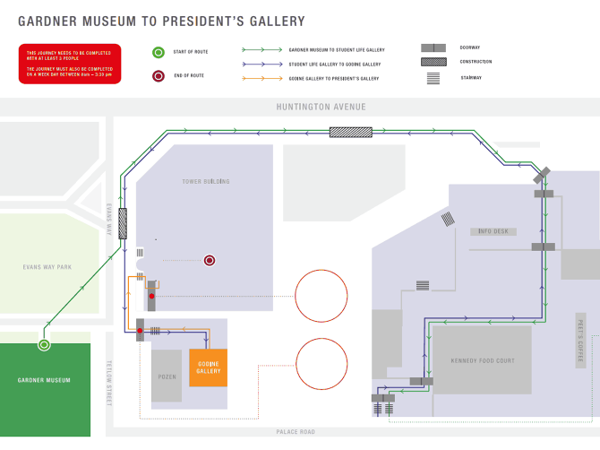 GARDNER MUSEUM TO PRESIDENT'S GALLERY
THIS JOURNEY NEEDS TO BE COMPLETED
WITH AT LEAST 2 PEOPLE
THE JOURNEY MUST ALSO BE COMPLETED
ON A WEEK DAY BETWEEN 9am – 3:30 pm
START OF ROUTE
END OF ROUTE
GARDNER MUSEUM TO STUDENT LIFE GALLERY
STUDENT LIFE GALLERY TO GODINE GALLERY
GODINE GALLERY TO PRESIDENT'S GALLERY
DOORWAY
CONSTRUCTION
STAIRWAY
HUNTINGTON AVENUE
TOWER BUILDING
EVANS WAY
INFO DESK
EVANS WAY PARK
PEET'S COFFEE
KENNEDY FOOD COURT
GODINE
GALLERY
POZEN
GARDNER MUSEUM
TETLOW STREET
PALACE ROAD